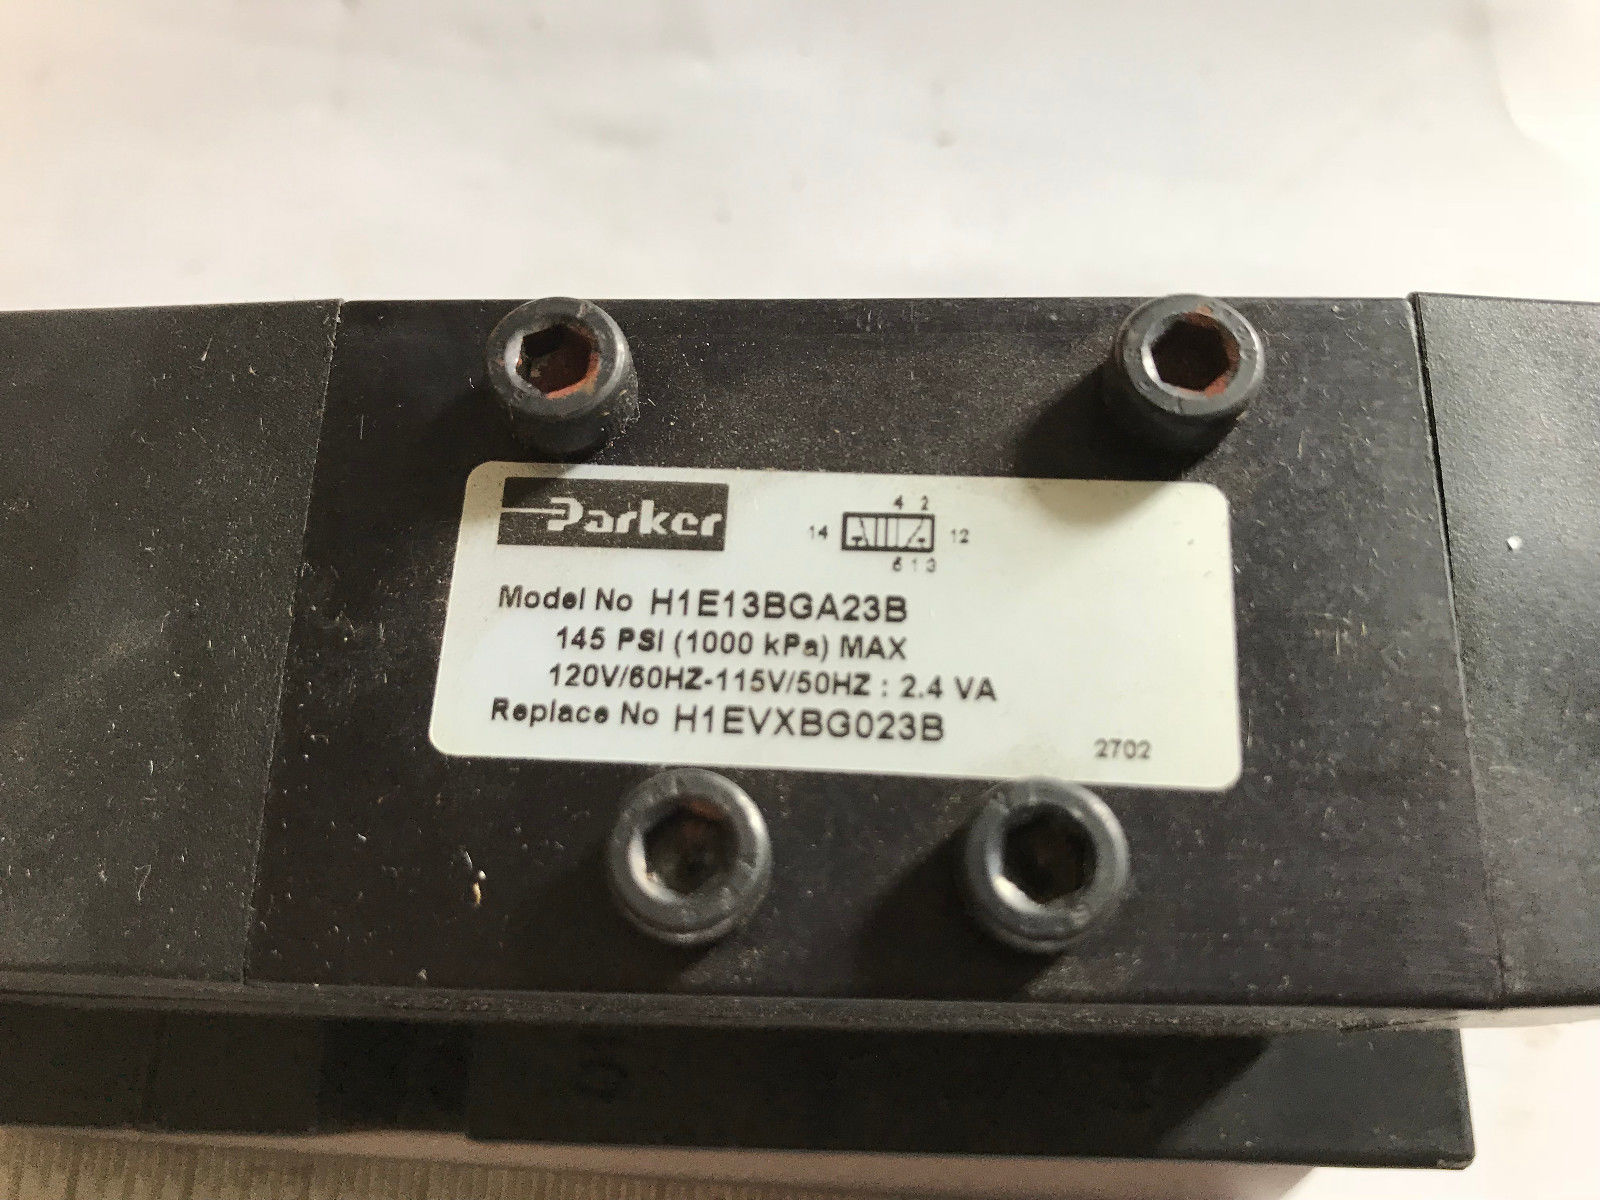 Parker
4 2
14 12
5 1 3
Model No H1E13BGA23B
145 PSI (1000 kPa) MAX
120V/60HZ-115V/50HZ : 2.4 VA
Replace No H1EVXBG023B
2702